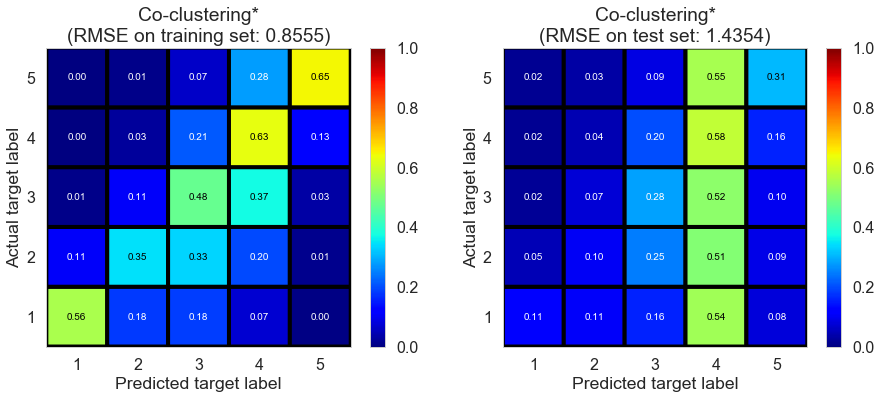 Co-clustering*
(RMSE on training set: 0.8555)
Actual target label
5
4
3
2
1
0.00 0.01 0.07 0.28 0.65
0.00 0.03 0.21 0.63 0.13
0.01 0.11 0.48 0.37 0.03
0.11 0.35 0.33 0.20 0.01
0.56 0.18 0.18 0.07 0.00
1 2 3 4 5
Predicted target label
1.0
0.8
0.6
0.4
0.2
0.0
Co-clustering*
(RMSE on test set: 1.4354)
Actual target label
5
4
3
2
1
0.02 0.03 0.09 0.55 0.31
0.02 0.04 0.20 0.58 0.16
0.02 0.07 0.28 0.52 0.10
0.05 0.10 0.25 0.51 0.09
0.11 0.11 0.16 0.54 0.08
1 2 3 4 5
Predicted target label
1.0
0.8
0.6
0.4
0.2
0.0